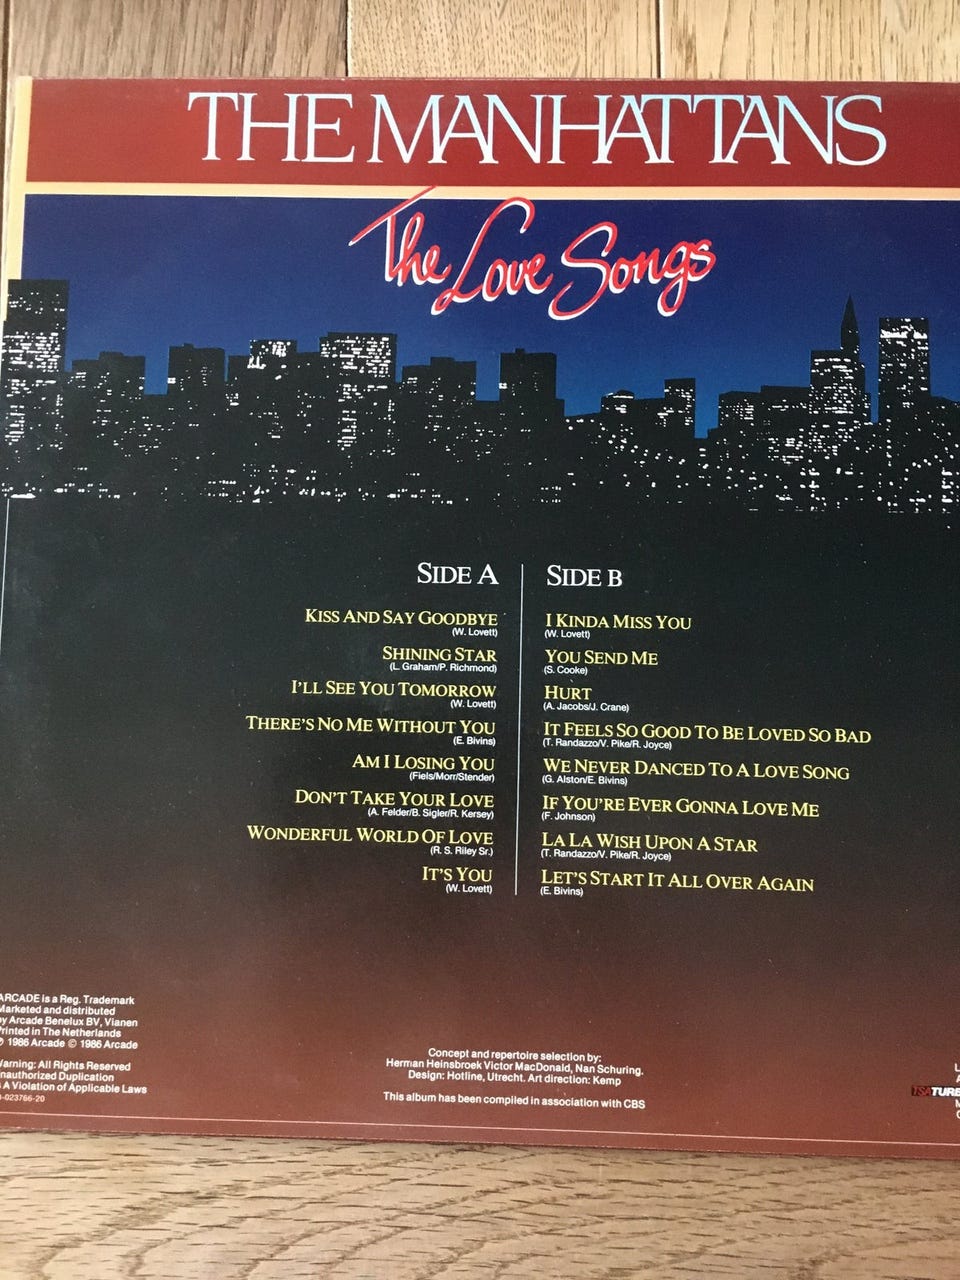 THE MANHATTANS
The Love Songs
SIDE A
KISS AND SAY GOODBYE
(W. Lovett)
SHINING STAR
(L. Graham/P. Richmond)
I'LL SEE YOU TOMORROW
(W. Lovett)
THERE'S NO ME WITHOUT YOU
(E. Bivins)
AM I LOSING YOU
(Fiels/Morr/Stender)
DON'T TAKE YOUR LOVE
(A. Felder/B. Sigler/R. Kersey)
WONDERFUL WORLD OF LOVE
(R. S. Riley Sr.)
IT'S YOU
(W. Lovett)
SIDE B
I KINDA MISS YOU
(W. Lovett)
YOU SEND ME
(S. Cooke)
HURT
(A. Jacobs/J. Crane)
IT FEELS SO GOOD TO BE LOVED SO BAD
(T. Randazzo/V. Pike/R. Joyce)
WE NEVER DANCED TO A LOVE SONG
(G. Alston/E. Bivins)
IF YOU'RE EVER GONNA LOVE ME
(F. Johnson)
LA LA WISH UPON A STAR
(T. Randazzo/V. Pike/R. Joyce)
LET'S START IT ALL OVER AGAIN
(E. Bivins)
ARCADE is a Reg. Trademark
Marketed and distributed
by Arcade Benelux BV, Vianen
Printed in The Netherlands
℗ 1986 Arcade © 1986 Arcade
Warning: All Rights Reserved
Unauthorized Duplication
A Violation of Applicable Laws
-023766-20
Concept and repertoire selection by:
Herman Heinsbroek Victor MacDonald, Nan Schuring.
Design: Hotline, Utrecht. Art direction: Kemp
This album has been compiled in association with CBS